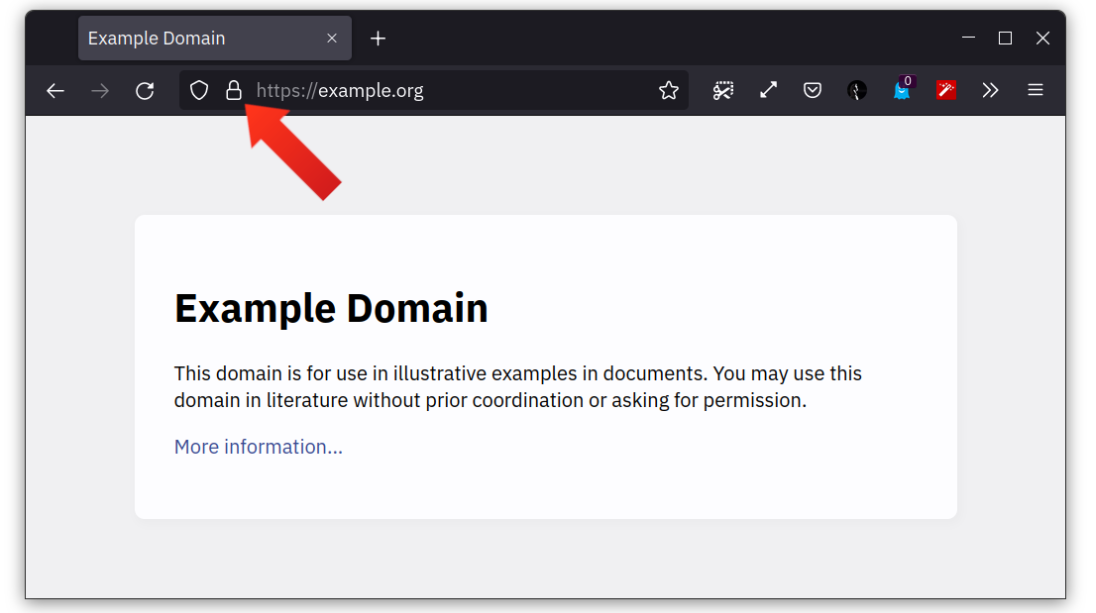 Example Domain
https://example.org
0
Example Domain
This domain is for use in illustrative examples in documents. You may use this
domain in literature without prior coordination or asking for permission.
More information...